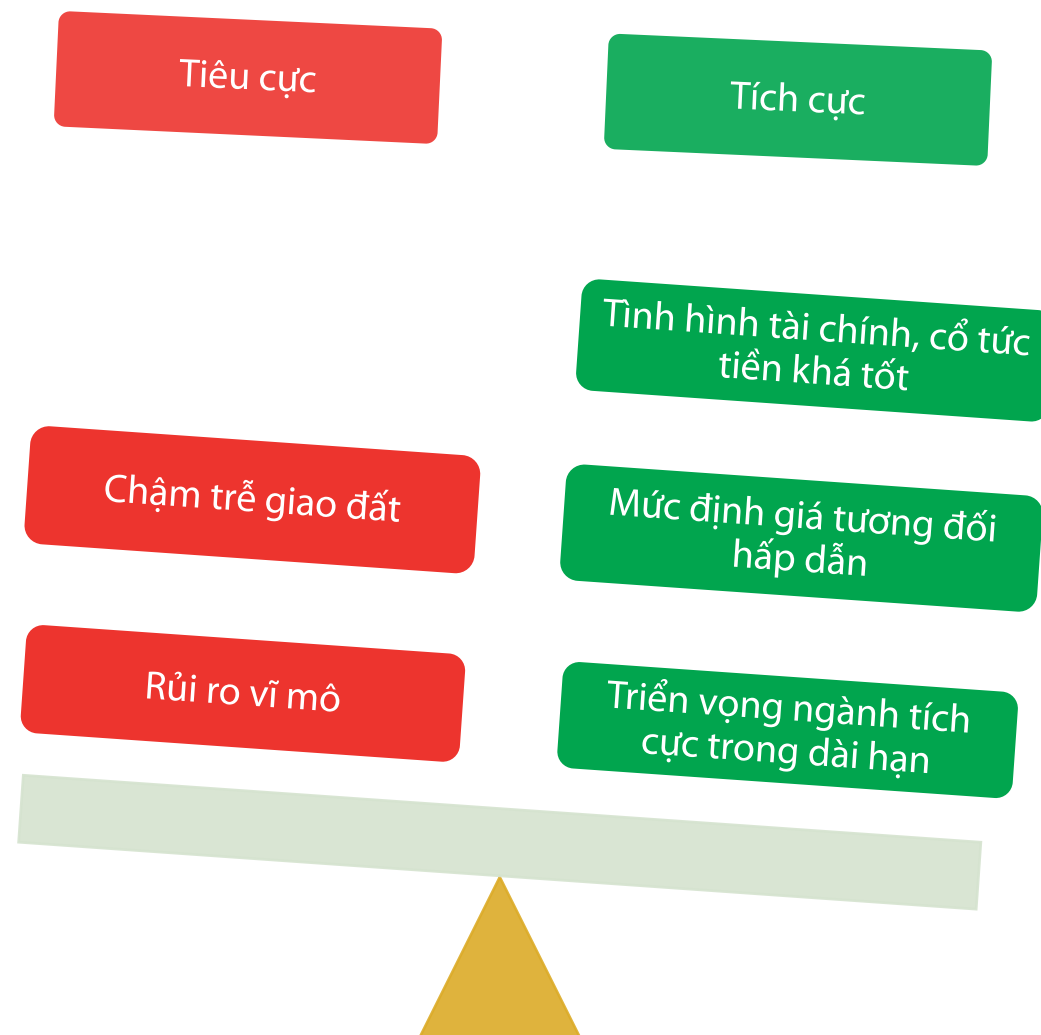 Tiêu cực
Tích cực
Tình hình tài chính, cổ tức
tiền khá tốt
Chậm trễ giao đất
Mức định giá tương đối
hấp dẫn
Rủi ro vĩ mô
Triển vọng ngành tích
cực trong dài hạn